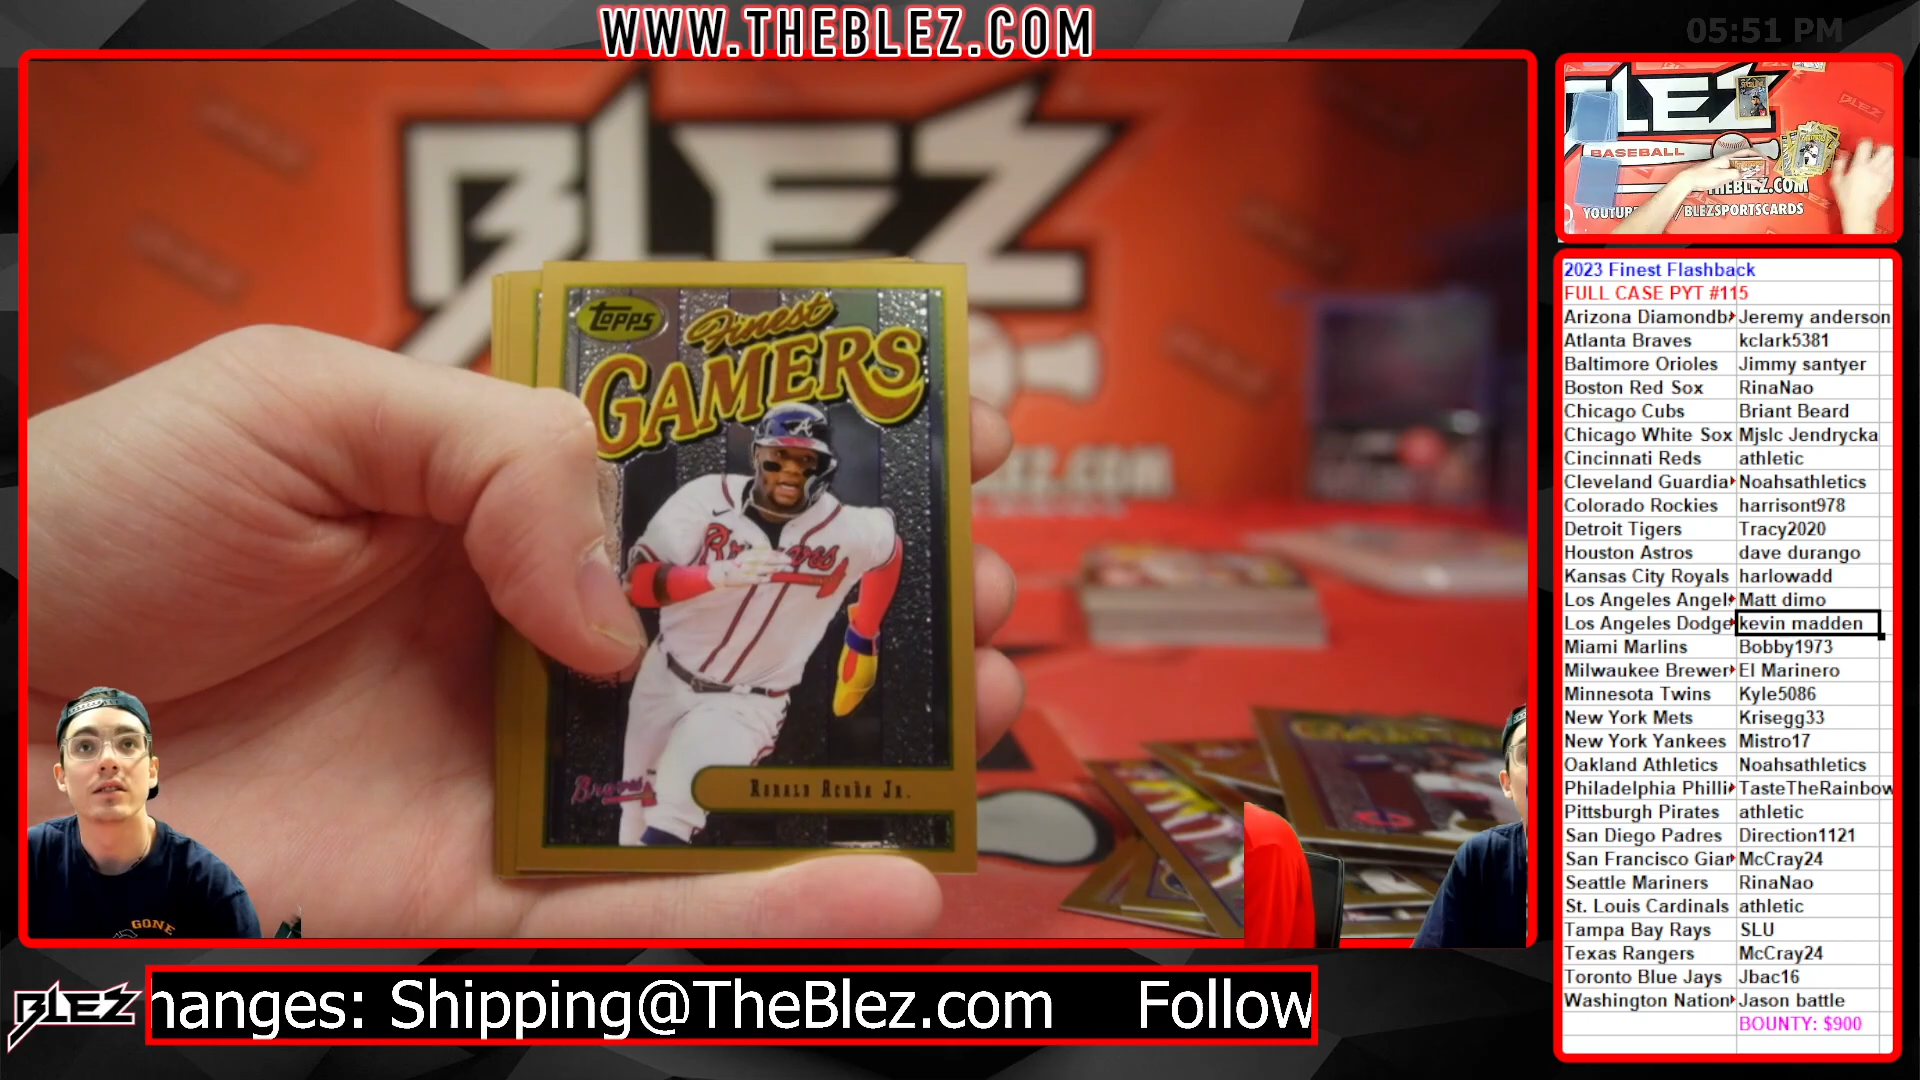 WWW.THEBLEZ.COM
05:51 PM
BLEZ
Topps
Finest
GAMERS
Braves
Braves
Ronald Acuña Jr.
GONE
BLEZ
BASEBALL
THEBLEZ.COM
/BLEZSPORTSCARDS
2023 Finest Flashback
FULL CASE PYT #115
Arizona Diamondb Jeremy anderson
Atlanta Braves kclark5381
Baltimore Orioles Jimmy santyer
Boston Red Sox RinaNao
Chicago Cubs Briant Beard
Chicago White Sox Mjslc Jendrycka
Cincinnati Reds athletic
Cleveland Guardia Noahsathletics
Colorado Rockies harrisont978
Detroit Tigers Tracy2020
Houston Astros dave durango
Kansas City Royals harlowadd
Los Angeles Angel Matt dimo
Los Angeles Dodge kevin madden
Miami Marlins Bobby1973
Milwaukee Brewer El Marinero
Minnesota Twins Kyle5086
New York Mets Krisegg33
New York Yankees Mistro17
Oakland Athletics Noahsathletics
Philadelphia Philli TasteTheRainbow
Pittsburgh Pirates athletic
San Diego Padres Direction1121
San Francisco Gian McCray24
Seattle Mariners RinaNao
St. Louis Cardinals athletic
Tampa Bay Rays SLU
Texas Rangers McCray24
Toronto Blue Jays Jbac16
Washington Nation Jason battle
BOUNTY: $900
BLEZ
hanges: Shipping@TheBlez.com Follow